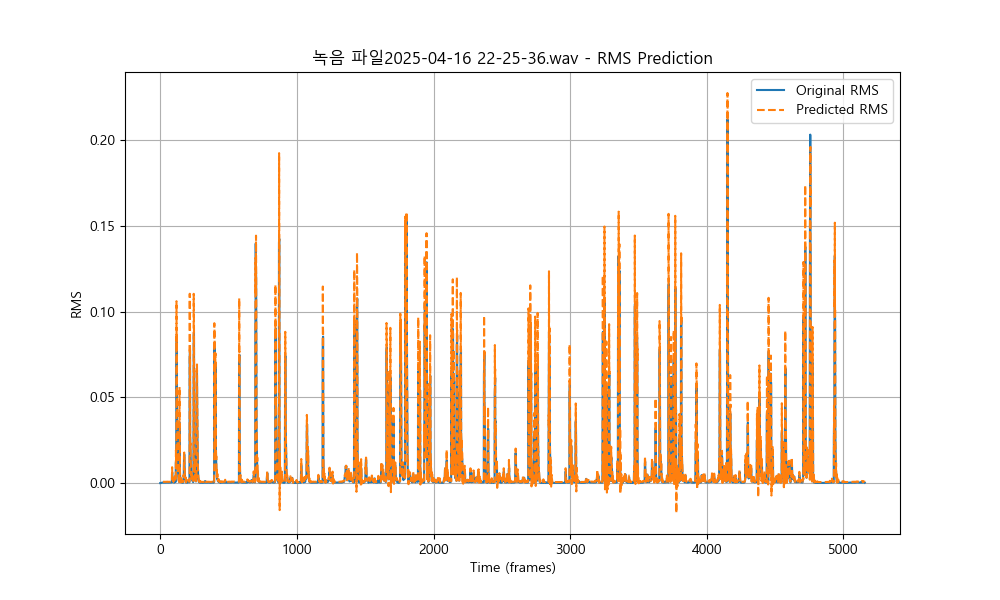 녹음 파일2025-04-16 22-25-36.wav - RMS Prediction
Original RMS
Predicted RMS
0.20
0.15
0.10
0.05
0.00
RMS
0 1000 2000 3000 4000 5000
Time (frames)